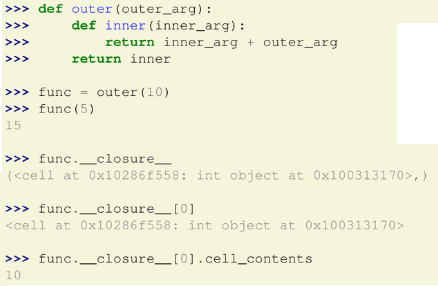 >>> def outer(outer_arg):
>>>     def inner(inner_arg):
>>>         return inner_arg + outer_arg
>>>     return inner
>>> func = outer(10)
>>> func(5)
15
>>> func.__closure__
(<cell at 0x10286f558: int object at 0x100313170>,)
>>> func.__closure__[0]
<cell at 0x10286f558: int object at 0x100313170>
>>> func.__closure__[0].cell_contents
10